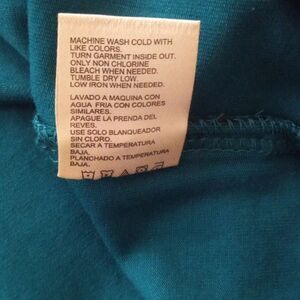 MACHINE WASH COLD WITH
LIKE COLORS.
TURN GARMENT INSIDE OUT.
ONLY NON CHLORINE
BLEACH WHEN NEEDED.
TUMBLE DRY LOW.
LOW IRON WHEN NEEDED.
LAVADO A MAQUINA CON
AGUA FRIA CON COLORES
SIMILARES.
APAGUE LA PRENDA DEL
REVES.
USE SOLO BLANQUEADOR
SIN CLORO.
SECAR A TEMPERATURA
BAJA.
PLANCHADO A TEMPERATURA
BAJA.